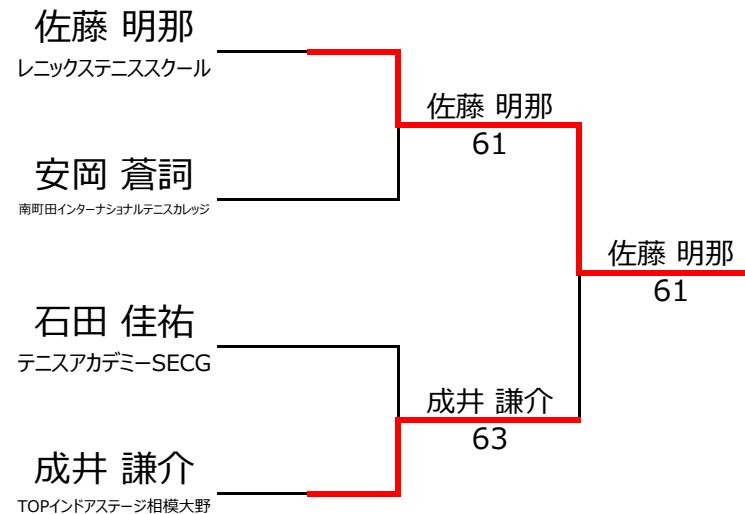 佐藤 明那
レニックステニススクール
佐藤 明那
61
安岡 蒼詞
南町田インターナショナルテニスカレッジ
佐藤 明那
61
石田 佳祐
テニスアカデミーSECG
成井 謙介
63
成井 謙介
TOPインドアステージ相模大野